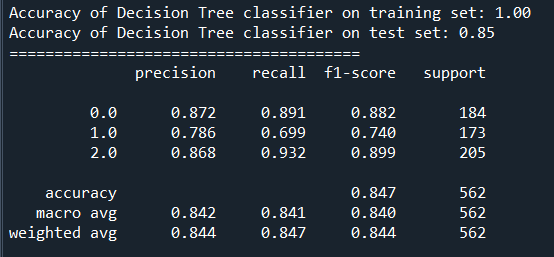 Accuracy of Decision Tree classifier on training set: 1.00
Accuracy of Decision Tree classifier on test set: 0.85
=======================================
precision recall f1-score support
0.0 0.872 0.891 0.882 184
1.0 0.786 0.699 0.740 173
2.0 0.868 0.932 0.899 205
accuracy 0.847 562
macro avg 0.842 0.841 0.840 562
weighted avg 0.844 0.847 0.844 562